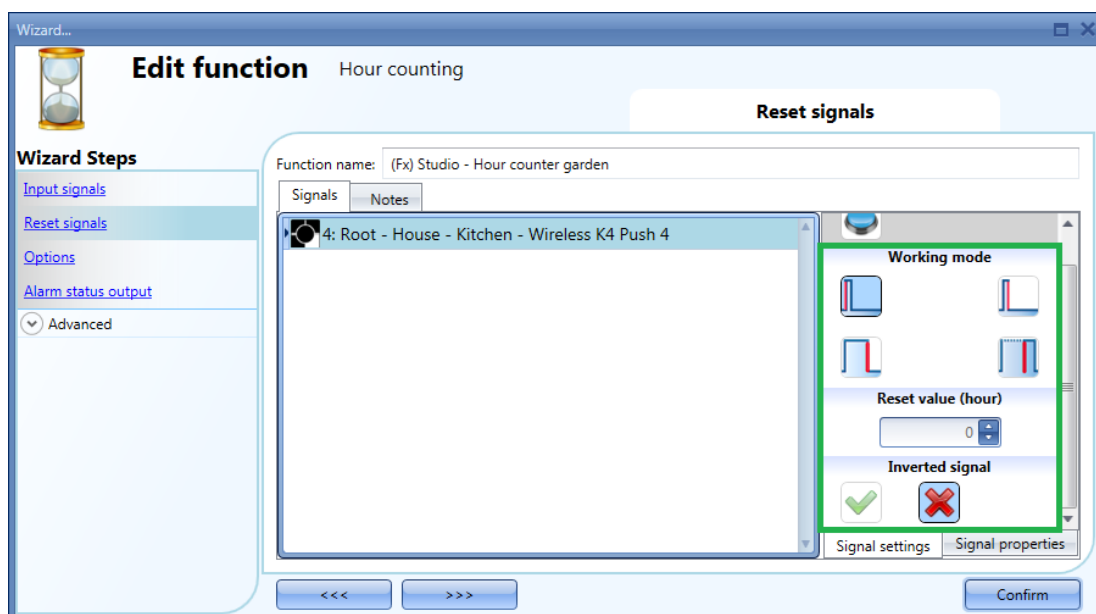 Wizard...
Edit function Hour counting
Reset signals
Wizard Steps
Input signals
Reset signals
Options
Alarm status output
Advanced
Function name: (Fx) Studio - Hour counter garden
Signals Notes
4: Root - House - Kitchen - Wireless K4 Push 4
Working mode
Reset value (hour)
0
Inverted signal
Signal settings Signal properties
<<< >>> Confirm